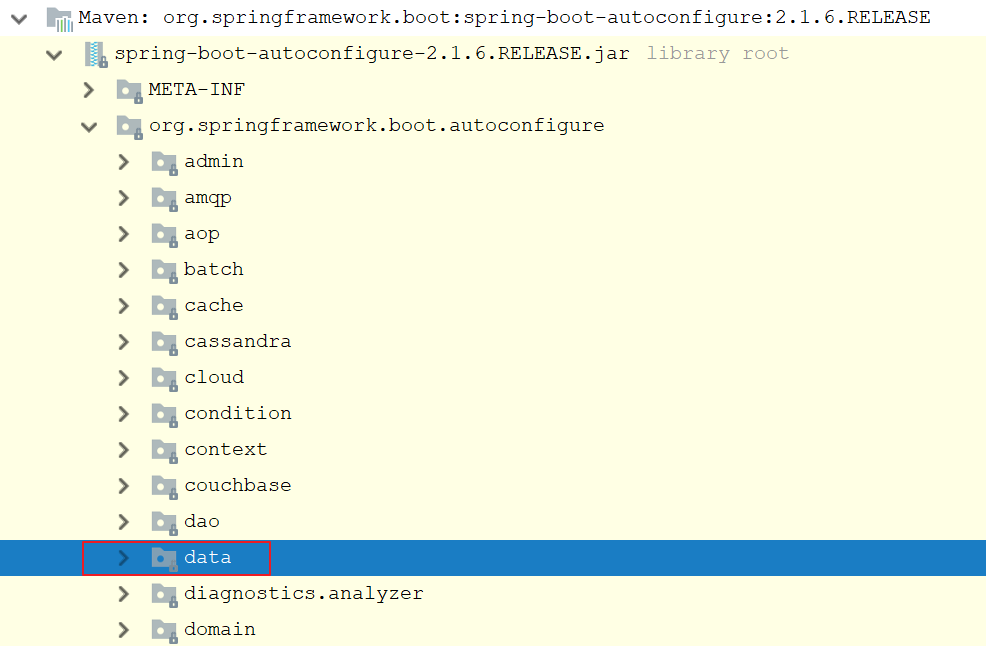 Maven: org.springframework.boot:spring-boot-autoconfigure:2.1.6.RELEASE
spring-boot-autoconfigure-2.1.6.RELEASE.jar library root
META-INF
org.springframework.boot.autoconfigure
admin
amqp
aop
batch
cache
cassandra
cloud
condition
context
couchbase
dao
data
diagnostics.analyzer
domain